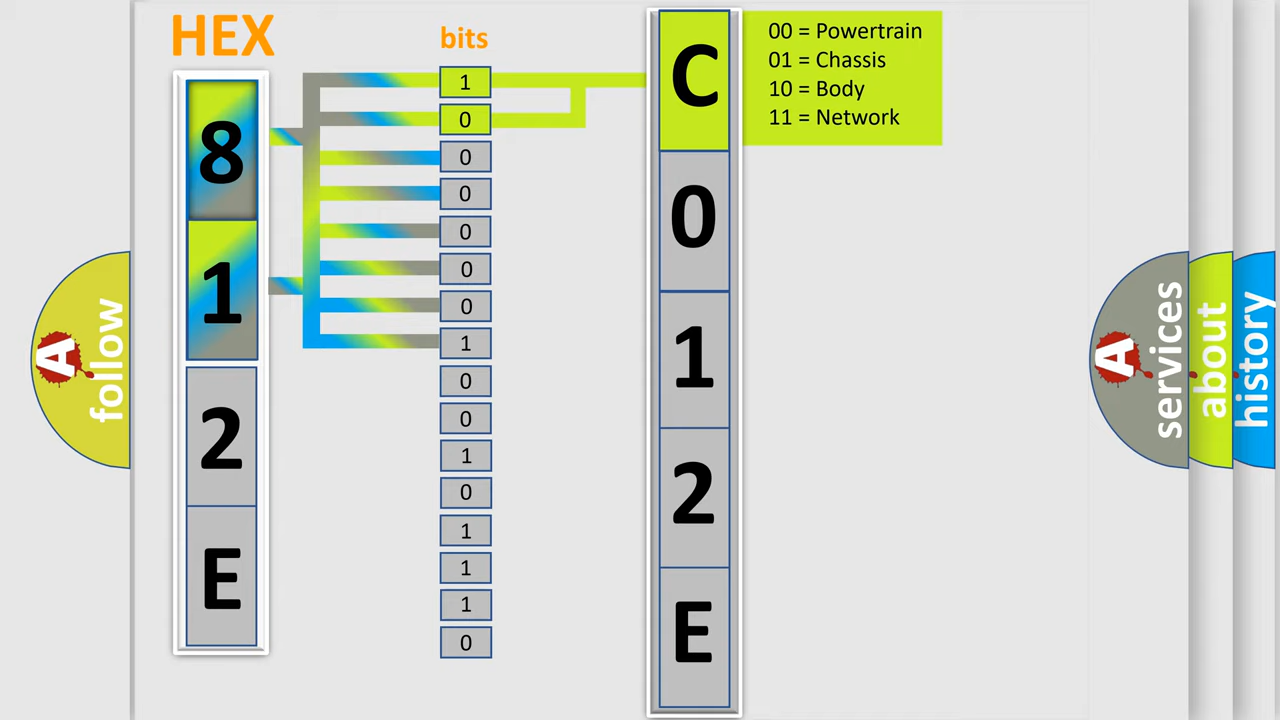 HEX
bits
8
1
2
E
1
0
0
0
0
0
0
1
0
0
1
0
1
1
1
0
C
0
1
2
E
00 = Powertrain
01 = Chassis
10 = Body
11 = Network
A
follow
A
services
about
history